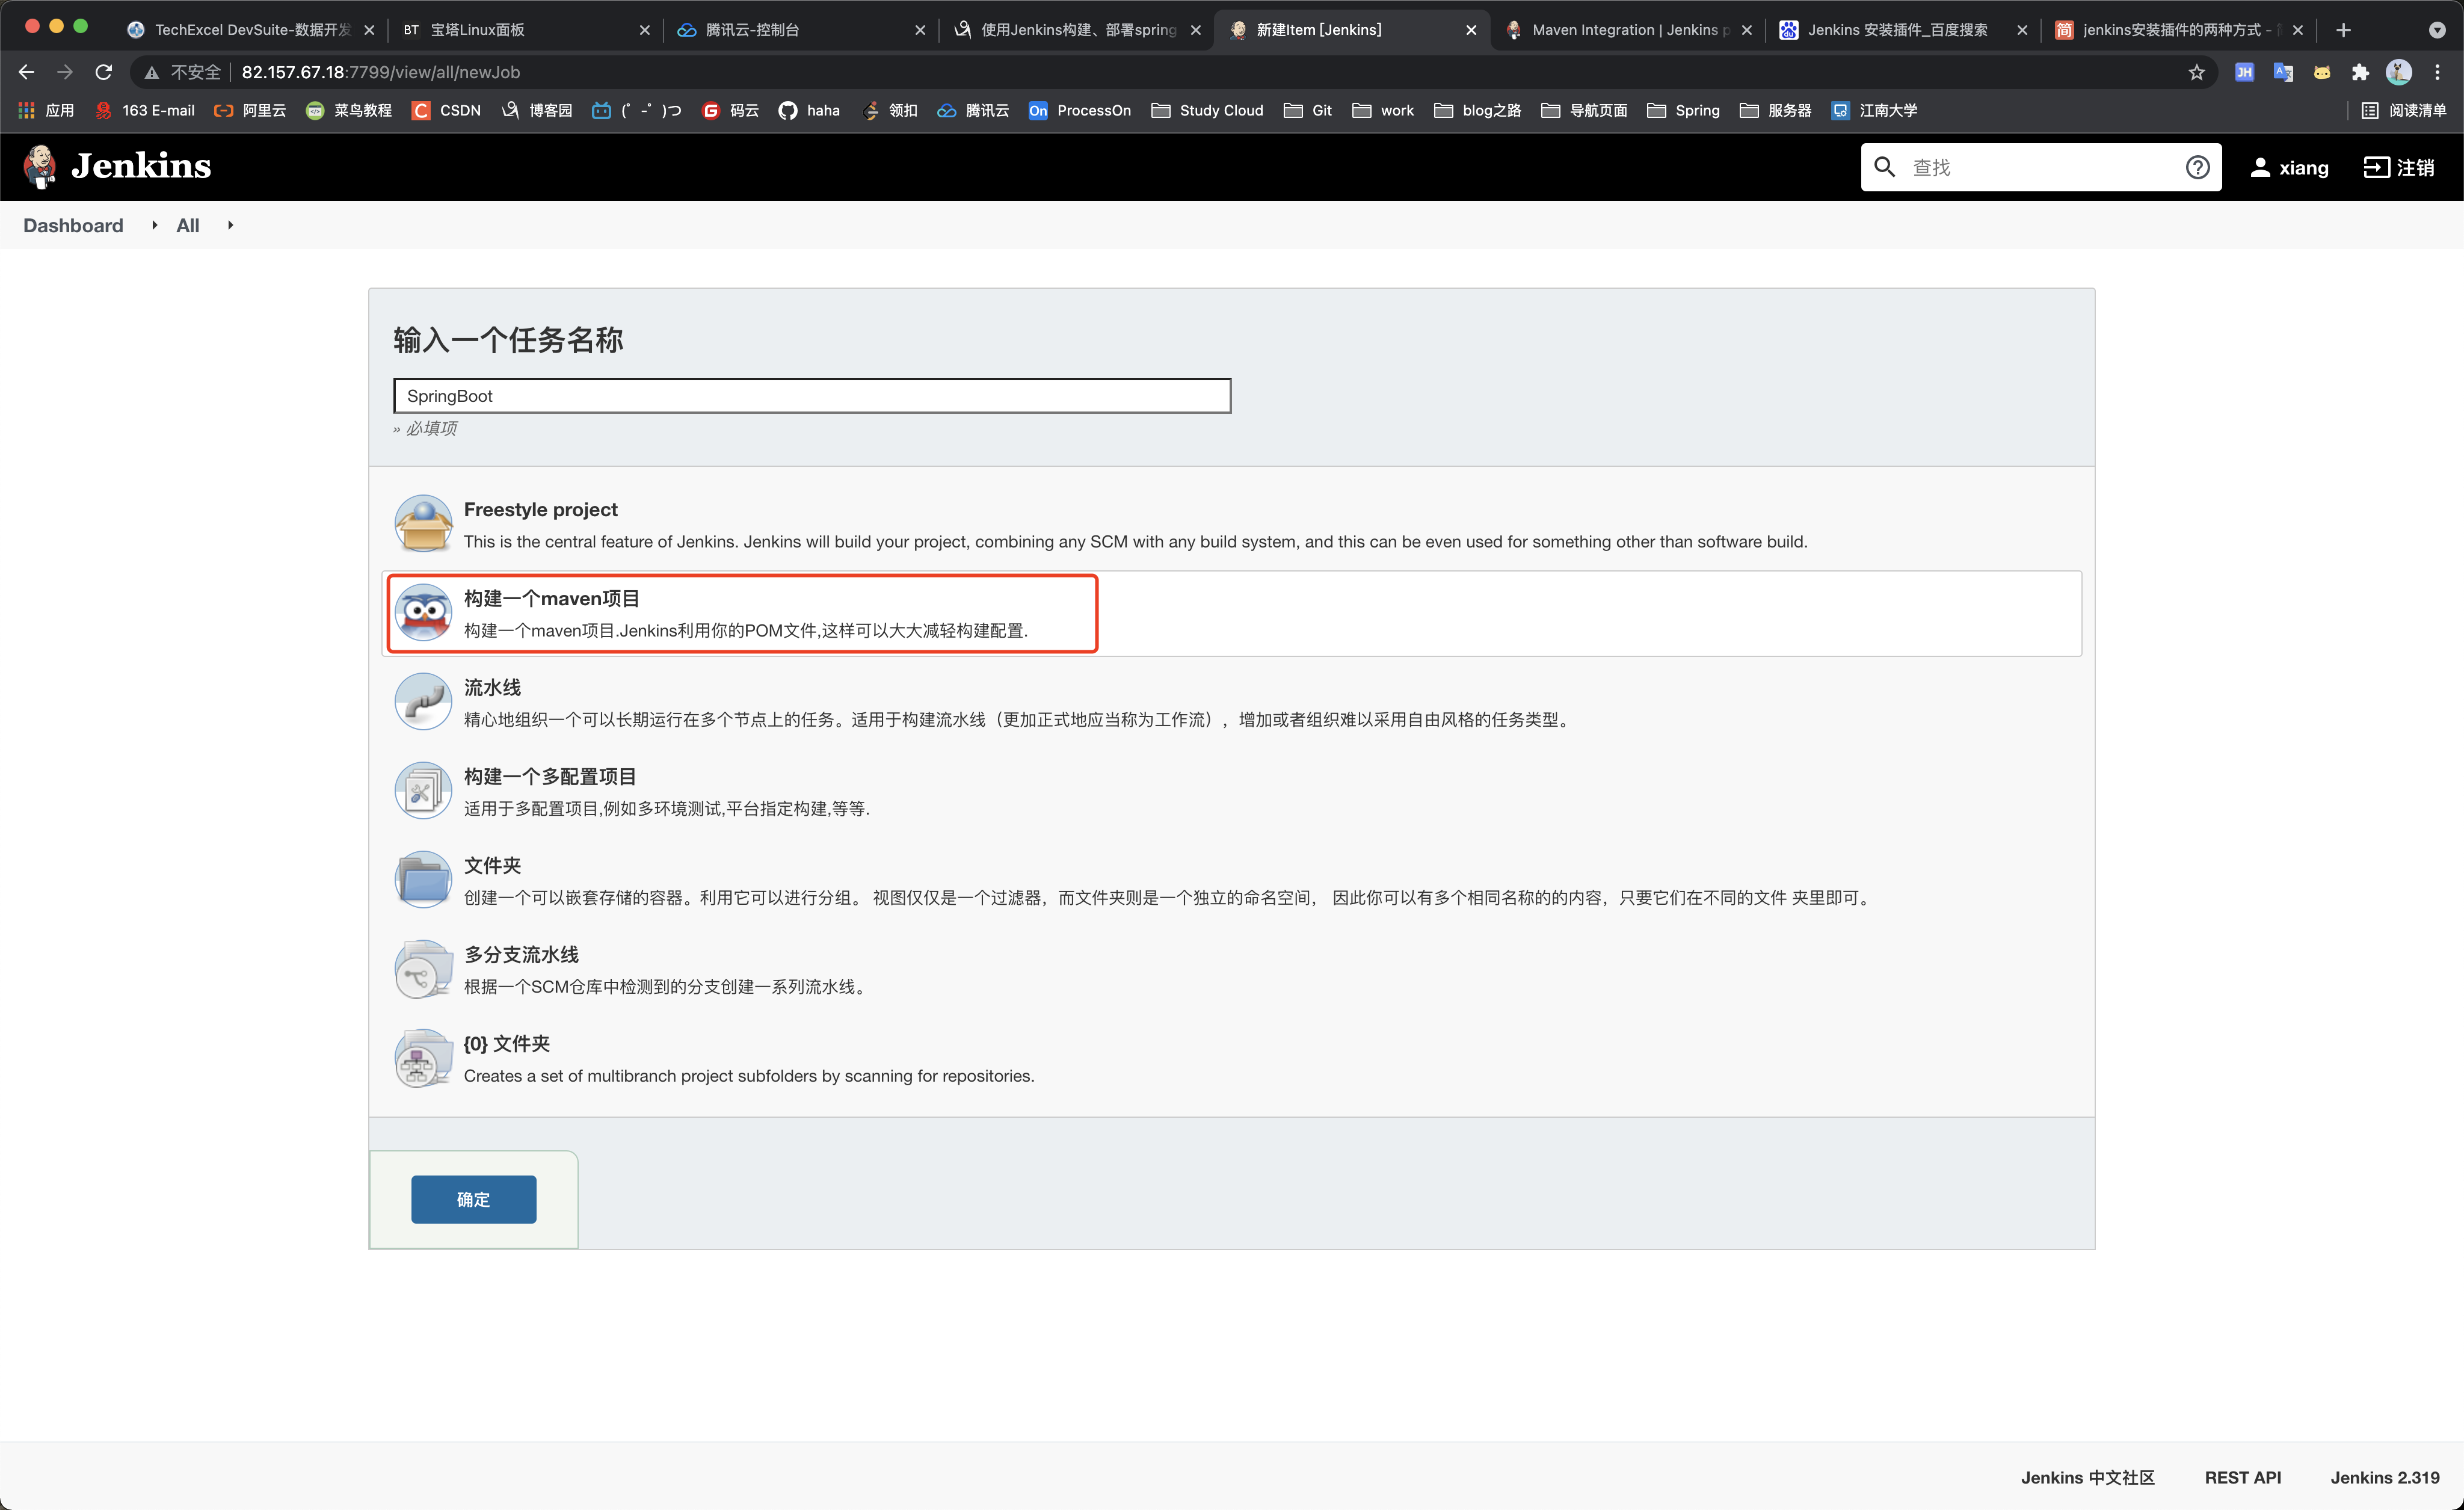 TechExcel DevSuite-数据开发
BT 宝塔Linux面板
腾讯云-控制台
使用Jenkins构建、部署spring
新建Item [Jenkins]
Maven Integration | Jenkins p
Jenkins 安装插件_百度搜索
简 jenkins安装插件的两种方式 -
不安全 82.157.67.18:7799/view/all/newJob
JH
应用 163 E-mail 阿里云 菜鸟教程 C CSDN 博客园 (゜-゜)つ G 码云 haha 领扣 腾讯云 On ProcessOn Study Cloud Git work blog之路 导航页面 Spring 服务器 江南大学 阅读清单
Jenkins
查找
xiang
注销
Dashboard All
输入一个任务名称
SpringBoot
» 必填项
Freestyle project
This is the central feature of Jenkins. Jenkins will build your project, combining any SCM with any build system, and this can be even used for something other than software build.
构建一个maven项目
构建一个maven项目.Jenkins利用你的POM文件,这样可以大大减轻构建配置.
流水线
精心地组织一个可以长期运行在多个节点上的任务。适用于构建流水线（更加正式地应当称为工作流），增加或者组织难以采用自由风格的任务类型。
构建一个多配置项目
适用于多配置项目,例如多环境测试,平台指定构建,等等.
文件夹
创建一个可以嵌套存储的容器。利用它可以进行分组。 视图仅仅是一个过滤器，而文件夹则是一个独立的命名空间， 因此你可以有多个相同名称的的内容，只要它们在不同的文件 夹里即可。
多分支流水线
根据一个SCM仓库中检测到的分支创建一系列流水线。
{0} 文件夹
Creates a set of multibranch project subfolders by scanning for repositories.
确定
Jenkins 中文社区
REST API
Jenkins 2.319